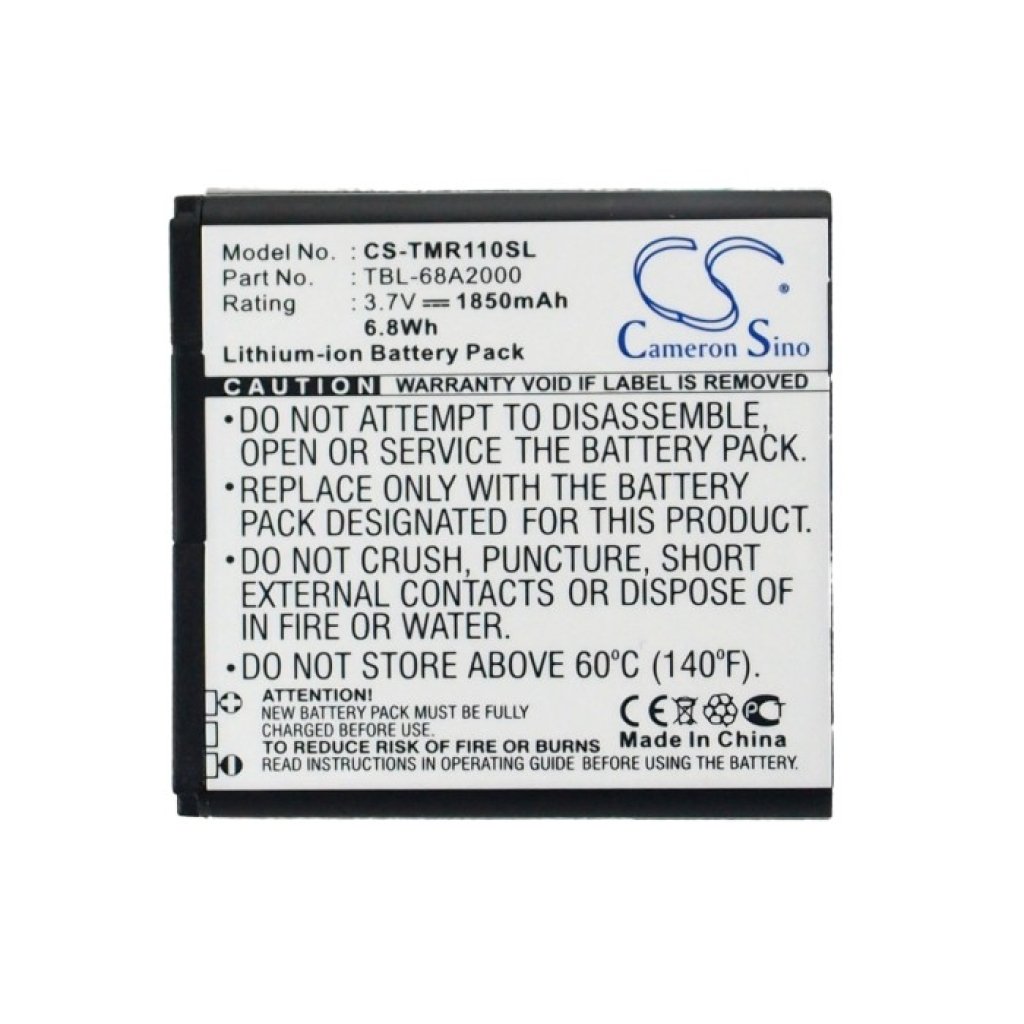 Model No. : CS-TMR110SL
Part No. : TBL-68A2000
Rating : 3.7V 1850mAh
6.8Wh
Lithium-ion Battery Pack
CS®
Cameron Sino
CAUTION WARRANTY VOID IF LABEL IS REMOVED
•DO NOT ATTEMPT TO DISASSEMBLE,
OPEN OR SERVICE THE BATTERY PACK.
•REPLACE ONLY WITH THE BATTERY
PACK DESIGNATED FOR THIS PRODUCT.
•DO NOT CRUSH, PUNCTURE, SHORT
EXTERNAL CONTACTS OR DISPOSE OF
IN FIRE OR WATER.
•DO NOT STORE ABOVE 60°C (140°F).
ATTENTION!
NEW BATTERY PACK MUST BE FULLY
CHARGED BEFORE USE.
TO REDUCE RISK OF FIRE OR BURNS
READ INSTRUCTIONS IN OPERATING GUIDE BEFORE USING BATTERY.
CE PCT
Made In China